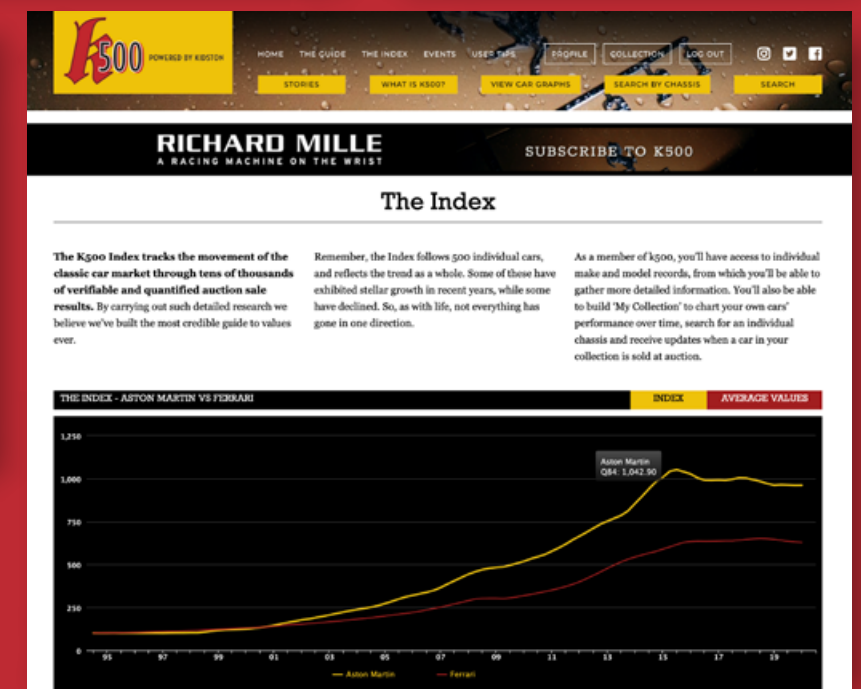 K500 POWERED BY KIDSTON
HOME THE GUIDE THE INDEX EVENTS USER TIPS PROFILE COLLECTION LOG OUT
STORIES WHAT IS K500? VIEW CAR GRAPHS SEARCH BY CHASSIS SEARCH
RICHARD MILLE
A RACING MACHINE ON THE WRIST
SUBSCRIBE TO K500
The Index
The K500 Index tracks the movement of the
classic car market through tens of thousands
of verifiable and quantified auction sale
results. By carrying out such detailed research we
believe we've built the most credible guide to values
ever.
Remember, the Index follows 500 individual cars,
and reflects the trend as a whole. Some of these have
exhibited stellar growth in recent years, while some
have declined. So, as with life, not everything has
gone in one direction.
As a member of k500, you'll have access to individual
make and model records, from which you'll be able to
gather more detailed information. You'll also be able
to build 'My Collection' to chart your own cars'
performance over time, search for an individual
chassis and receive updates when a car in your
collection is sold at auction.
THE INDEX - ASTON MARTIN VS FERRARI
INDEX AVERAGE VALUES
1,250
Aston Martin
Q84: 1,042.90
1,000
750
500
250
0
95 97 99 01 03 05 07 09 11 13 15 17 19
Aston Martin Ferrari